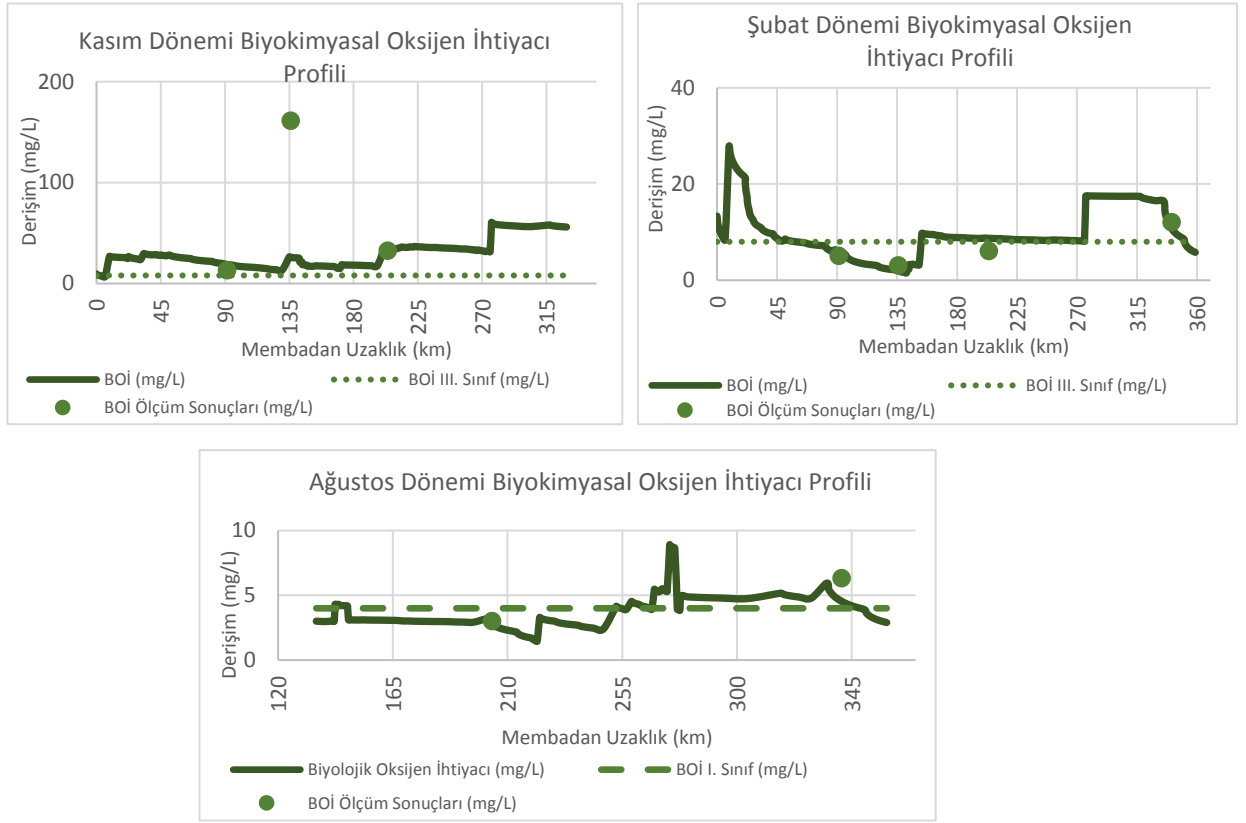 Kasım Dönemi Biyokimyasal Oksijen İhtiyacı
Profili
200
100
0
Derişim (mg/L)
0
45
90
135
180
225
270
315
Membadan Uzaklık (km)
BOİ (mg/L)
BOİ III. Sınıf (mg/L)
BOİ Ölçüm Sonuçları (mg/L)
Şubat Dönemi Biyokimyasal Oksijen
İhtiyacı Profili
40
20
0
Derişim (mg/L)
0
45
90
135
180
225
270
315
360
Membadan Uzaklık (km)
BOİ (mg/L)
BOİ III. Sınıf (mg/L)
BOİ Ölçüm Sonuçları (mg/L)
Ağustos Dönemi Biyokimyasal Oksijen İhtiyacı Profili
10
5
0
Derişim (mg/L)
120
165
210
255
300
345
Membadan Uzaklık (km)
Biyolojik Oksijen İhtiyacı (mg/L)
BOİ I. Sınıf (mg/L)
BOİ Ölçüm Sonuçları (mg/L)